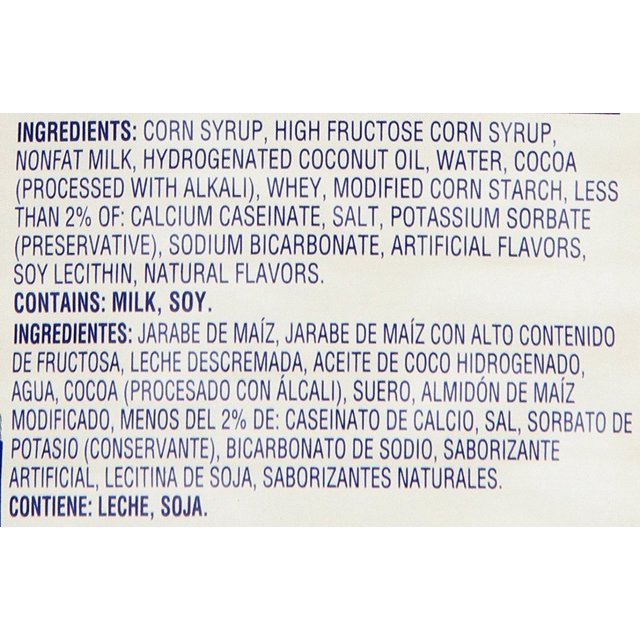 INGREDIENTS: CORN SYRUP, HIGH FRUCTOSE CORN SYRUP,
NONFAT MILK, HYDROGENATED COCONUT OIL, WATER, COCOA
(PROCESSED WITH ALKALI), WHEY, MODIFIED CORN STARCH, LESS
THAN 2% OF: CALCIUM CASEINATE, SALT, POTASSIUM SORBATE
(PRESERVATIVE), SODIUM BICARBONATE, ARTIFICIAL FLAVORS,
SOY LECITHIN, NATURAL FLAVORS.
CONTAINS: MILK, SOY.
INGREDIENTES: JARABE DE MAÍZ, JARABE DE MAÍZ CON ALTO CONTENIDO
DE FRUCTOSA, LECHE DESCREMADA, ACEITE DE COCO HIDROGENADO,
AGUA, COCOA (PROCESADO CON ÁLCALI), SUERO, ALMIDÓN DE MAÍZ
MODIFICADO, MENOS DEL 2% DE: CASEINATO DE CALCIO, SAL, SORBATO DE
POTASIO (CONSERVANTE), BICARBONATO DE SODIO, SABORIZANTE
ARTIFICIAL, LECITINA DE SOJA, SABORIZANTES NATURALES.
CONTIENE: LECHE, SOJA.